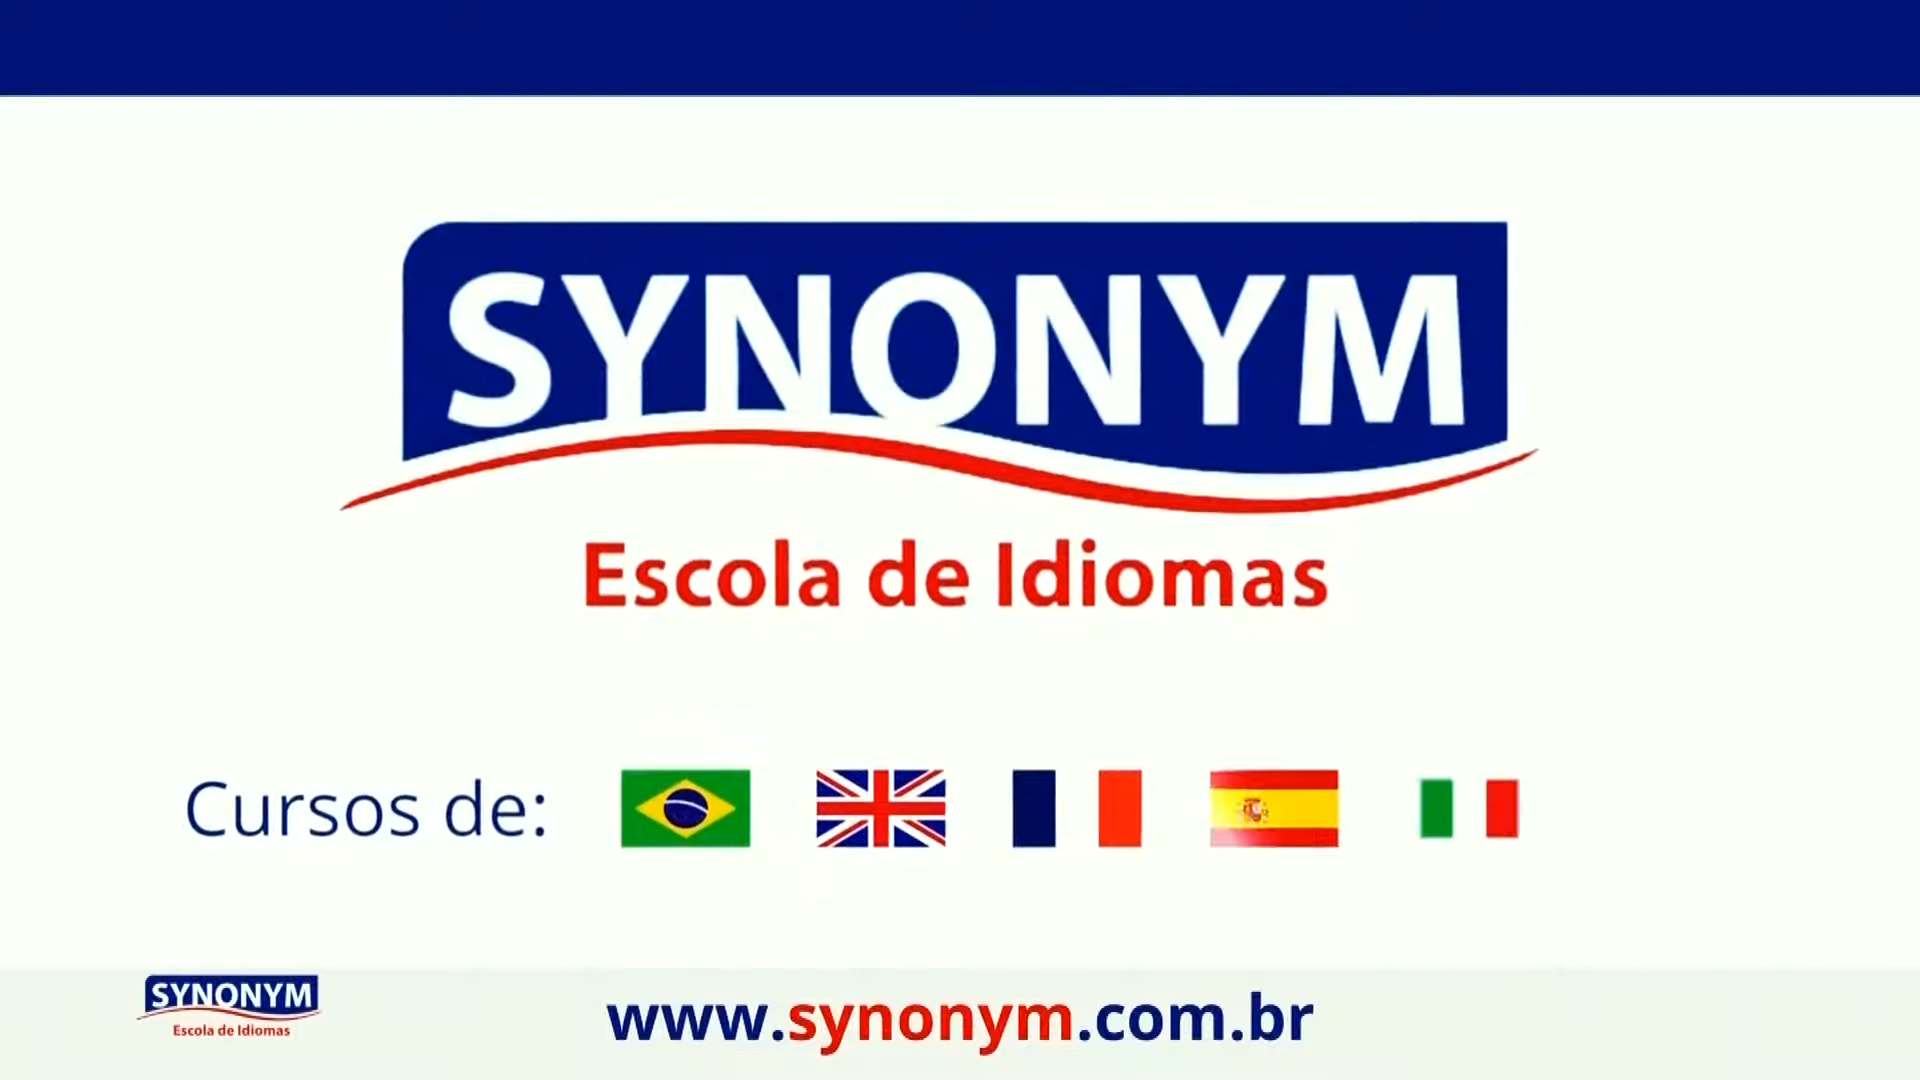 SYNONYM
Escola de Idiomas
Cursos de:
SYNONYM
Escola de Idiomas
www.synonym.com.br